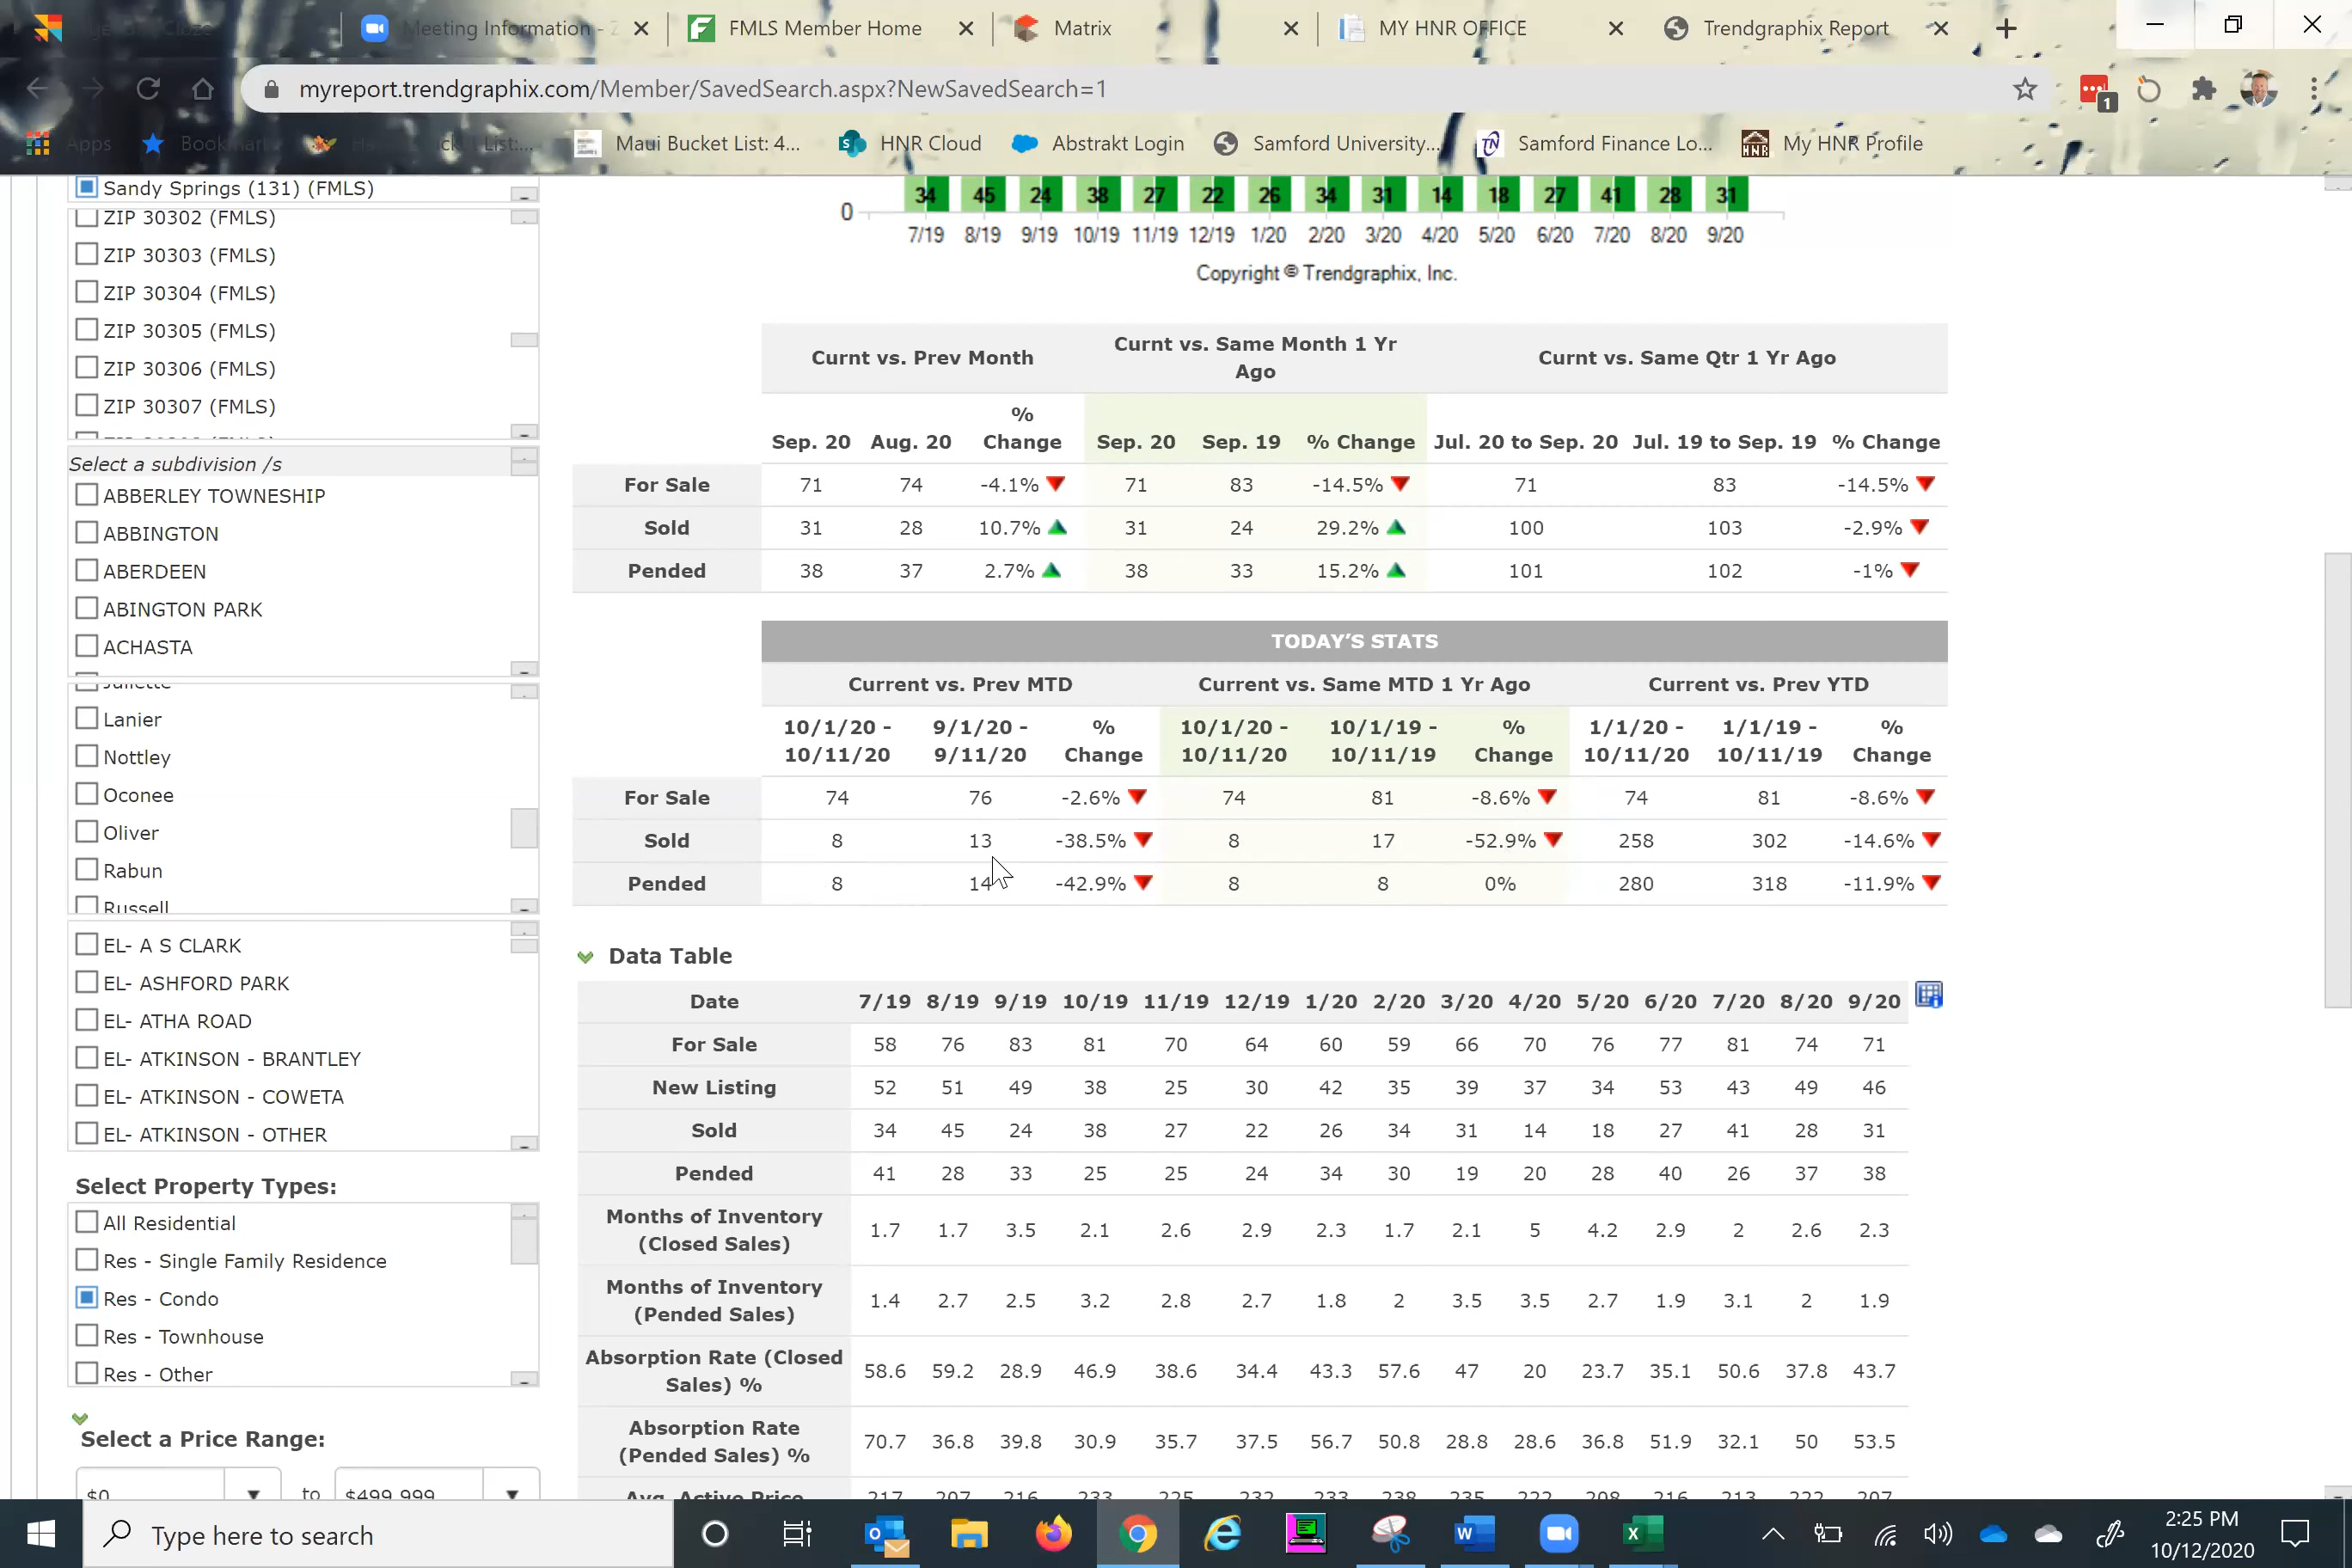 Meeting Information - Z
FMLS Member Home
Matrix
MY HNR OFFICE
Trendgraphix Report
myreport.trendgraphix.com/Member/SavedSearch.aspx?NewSavedSearch=1
1
Apps
Maui Bucket List: 4...
HNR Cloud
Abstrakt Login
Samford University...
Samford Finance Lo...
My HNR Profile
Sandy Springs (131) (FMLS)
ZIP 30302 (FMLS)
ZIP 30303 (FMLS)
ZIP 30304 (FMLS)
ZIP 30305 (FMLS)
ZIP 30306 (FMLS)
ZIP 30307 (FMLS)
Select a subdivision /s
ABBERLEY TOWNESHIP
ABBINGTON
ABERDEEN
ABINGTON PARK
ACHASTA
Juliette
Lanier
Nottley
Oconee
Oliver
Rabun
Russell
EL- A S CLARK
EL- ASHFORD PARK
EL- ATHA ROAD
EL- ATKINSON - BRANTLEY
EL- ATKINSON - COWETA
EL- ATKINSON - OTHER
Select Property Types:
All Residential
Res - Single Family Residence
Res - Condo
Res - Townhouse
Res - Other
Select a Price Range:
$0 to $499,999
34 45 24 38 27 22 26 34 31 14 18 27 41 28 31
0
7/19 8/19 9/19 10/19 11/19 12/19 1/20 2/20 3/20 4/20 5/20 6/20 7/20 8/20 9/20
Copyright © Trendgraphix, Inc.
Curnt vs. Prev Month Curnt vs. Same Month 1 Yr Ago Curnt vs. Same Qtr 1 Yr Ago
Sep. 20 Aug. 20 % Change Sep. 20 Sep. 19 % Change Jul. 20 to Sep. 20 Jul. 19 to Sep. 19 % Change
For Sale 71 74 -4.1% 71 83 -14.5% 71 83 -14.5%
Sold 31 28 10.7% 31 24 29.2% 100 103 -2.9%
Pended 38 37 2.7% 38 33 15.2% 101 102 -1%
TODAY'S STATS
Current vs. Prev MTD Current vs. Same MTD 1 Yr Ago Current vs. Prev YTD
10/1/20 - 9/1/20 - % 10/1/20 - 10/1/19 - % 1/1/20 - 1/1/19 - %
10/11/20 9/11/20 Change 10/11/20 10/11/19 Change 10/11/20 10/11/19 Change
For Sale 74 76 -2.6% 74 81 -8.6% 74 81 -8.6%
Sold 8 13 -38.5% 8 17 -52.9% 258 302 -14.6%
Pended 8 14 -42.9% 8 8 0% 280 318 -11.9%
Data Table
Date 7/19 8/19 9/19 10/19 11/19 12/19 1/20 2/20 3/20 4/20 5/20 6/20 7/20 8/20 9/20
For Sale 58 76 83 81 70 64 60 59 66 70 76 77 81 74 71
New Listing 52 51 49 38 25 30 42 35 39 37 34 53 43 49 46
Sold 34 45 24 38 27 22 26 34 31 14 18 27 41 28 31
Pended 41 28 33 25 25 24 34 30 19 20 28 40 26 37 38
Months of Inventory (Closed Sales) 1.7 1.7 3.5 2.1 2.6 2.9 2.3 1.7 2.1 5 4.2 2.9 2 2.6 2.3
Months of Inventory (Pended Sales) 1.4 2.7 2.5 3.2 2.8 2.7 1.8 2 3.5 3.5 2.7 1.9 3.1 2 1.9
Absorption Rate (Closed Sales) % 58.6 59.2 28.9 46.9 38.6 34.4 43.3 57.6 47 20 23.7 35.1 50.6 37.8 43.7
Absorption Rate (Pended Sales) % 70.7 36.8 39.8 30.9 35.7 37.5 56.7 50.8 28.8 28.6 36.8 51.9 32.1 50 53.5
Avg. Active Price 217 207 216 233 225 232 233 238 235 222 208 216 213 222 207
Type here to search
2:25 PM
10/12/2020